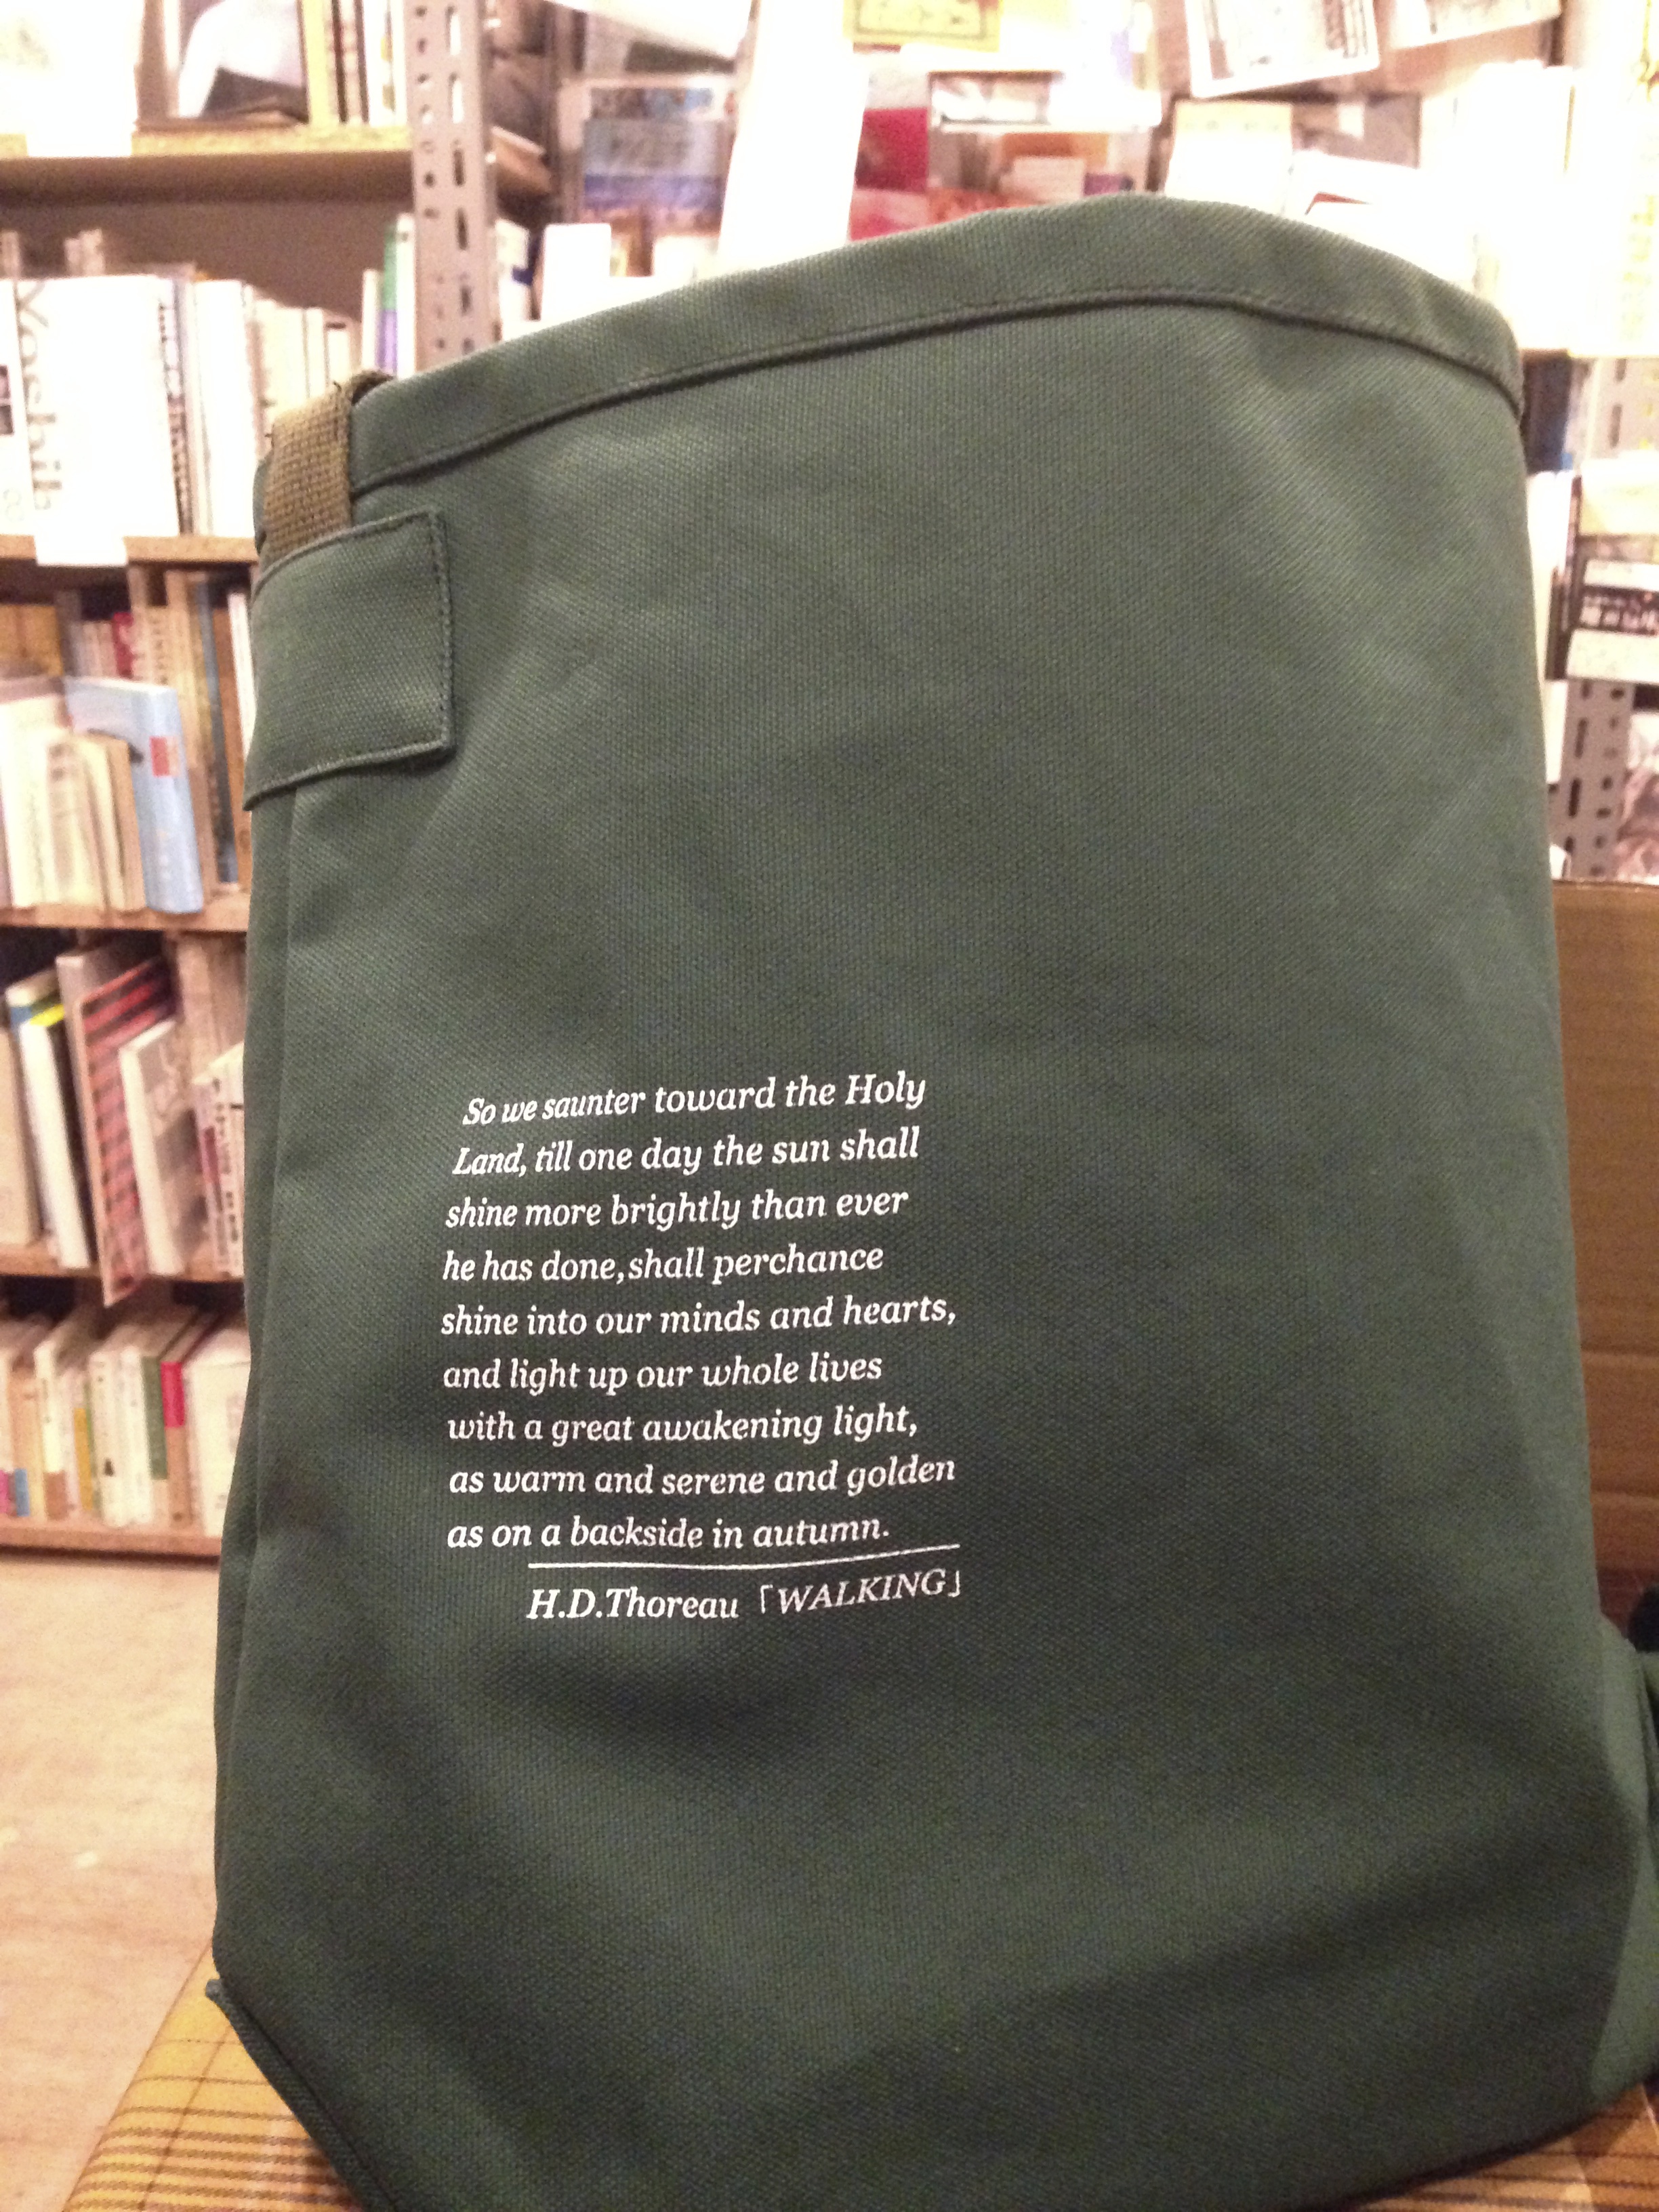 So we saunter toward the Holy
Land, till one day the sun shall
shine more brightly than ever
he has done,shall perchance
shine into our minds and hearts,
and light up our whole lives
with a great awakening light,
as warm and serene and golden
as on a backside in autumn.
H.D.Thoreau「WALKING」